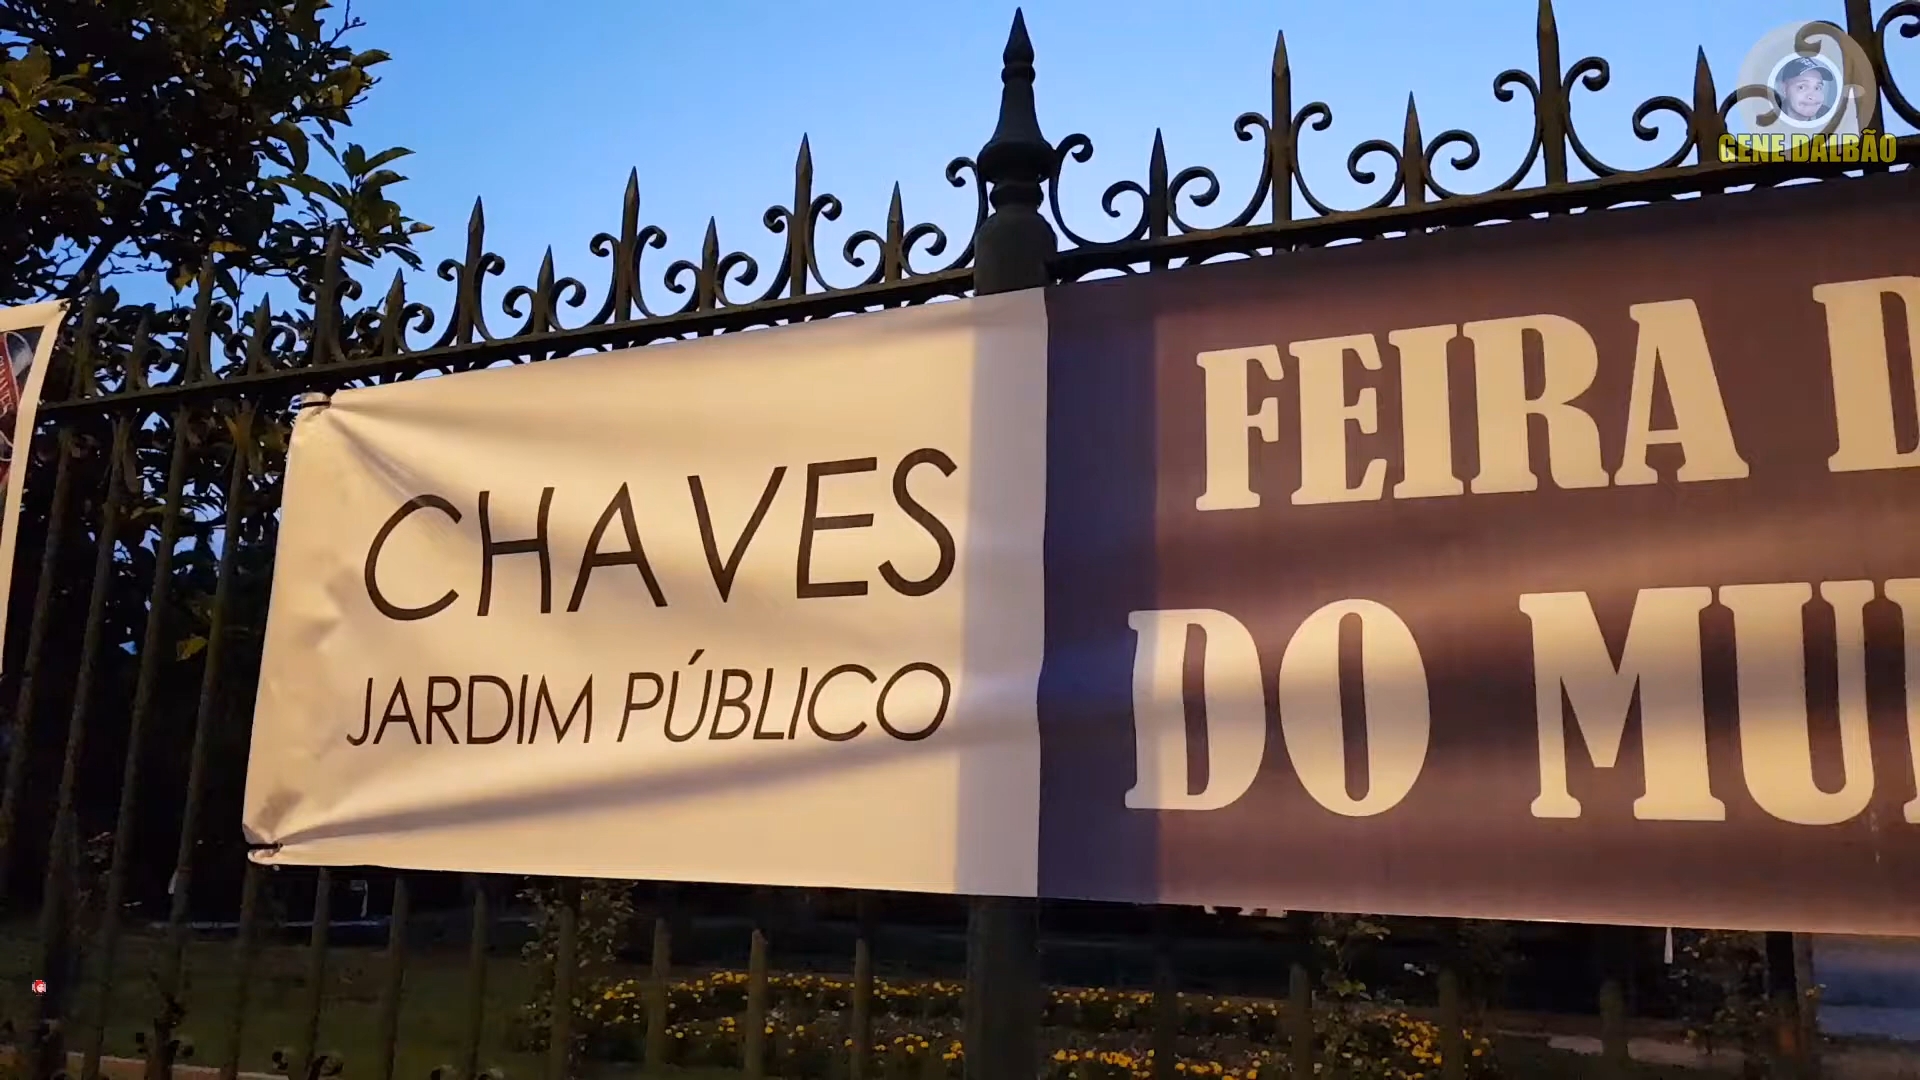 GENE DALBÃO
CHAVES
JARDIM PÚBLICO
FEIRA
DO